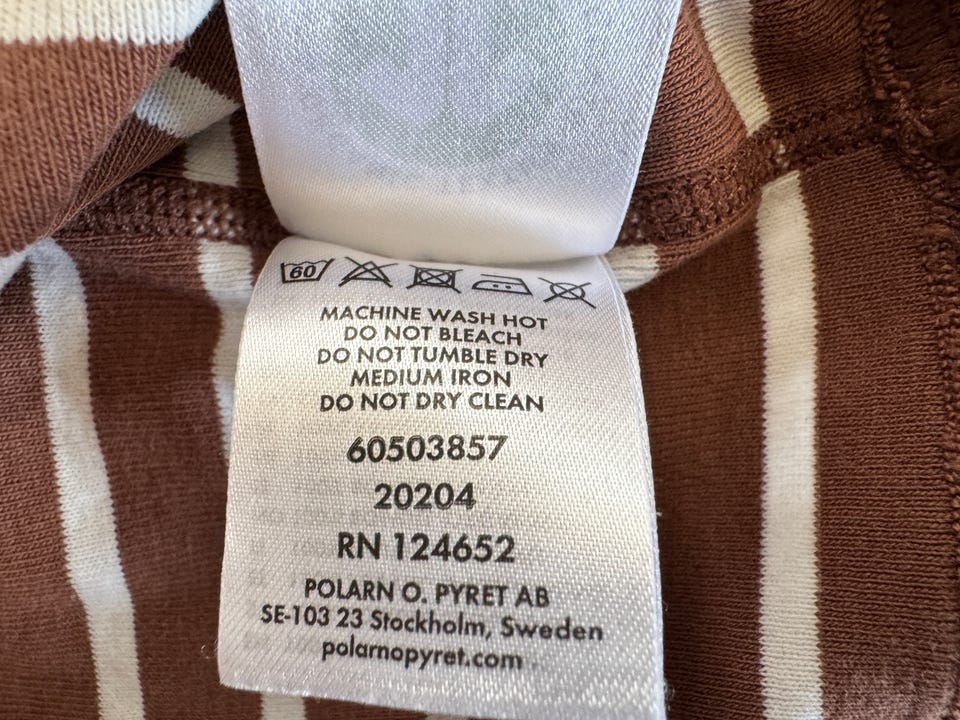 60
MACHINE WASH HOT
DO NOT BLEACH
DO NOT TUMBLE DRY
MEDIUM IRON
DO NOT DRY CLEAN
60503857
20204
RN 124652
POLARN O. PYRET AB
SE-103 23 Stockholm, Sweden
polarnopyret.com